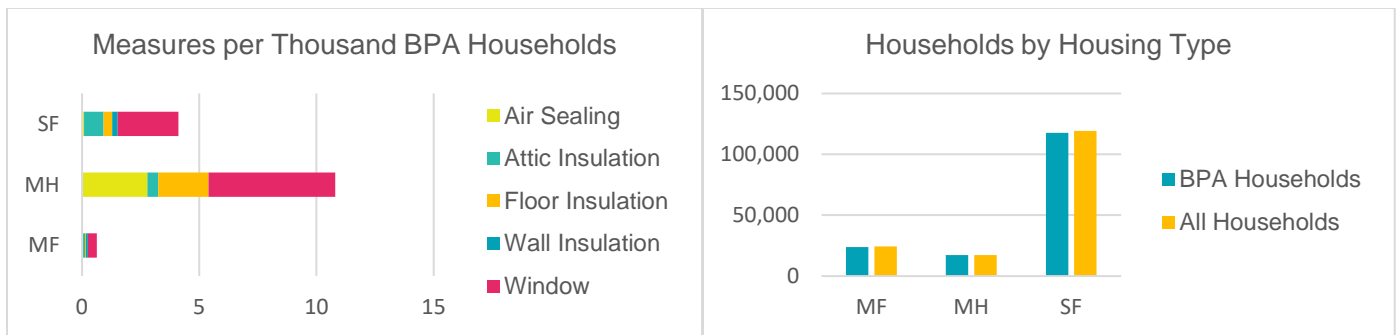 Measures per Thousand BPA Households
SF
MH
MF
0 5 10 15
Air Sealing
Attic Insulation
Floor Insulation
Wall Insulation
Window
Households by Housing Type
150,000
100,000
50,000
0
MF MH SF
BPA Households
All Households